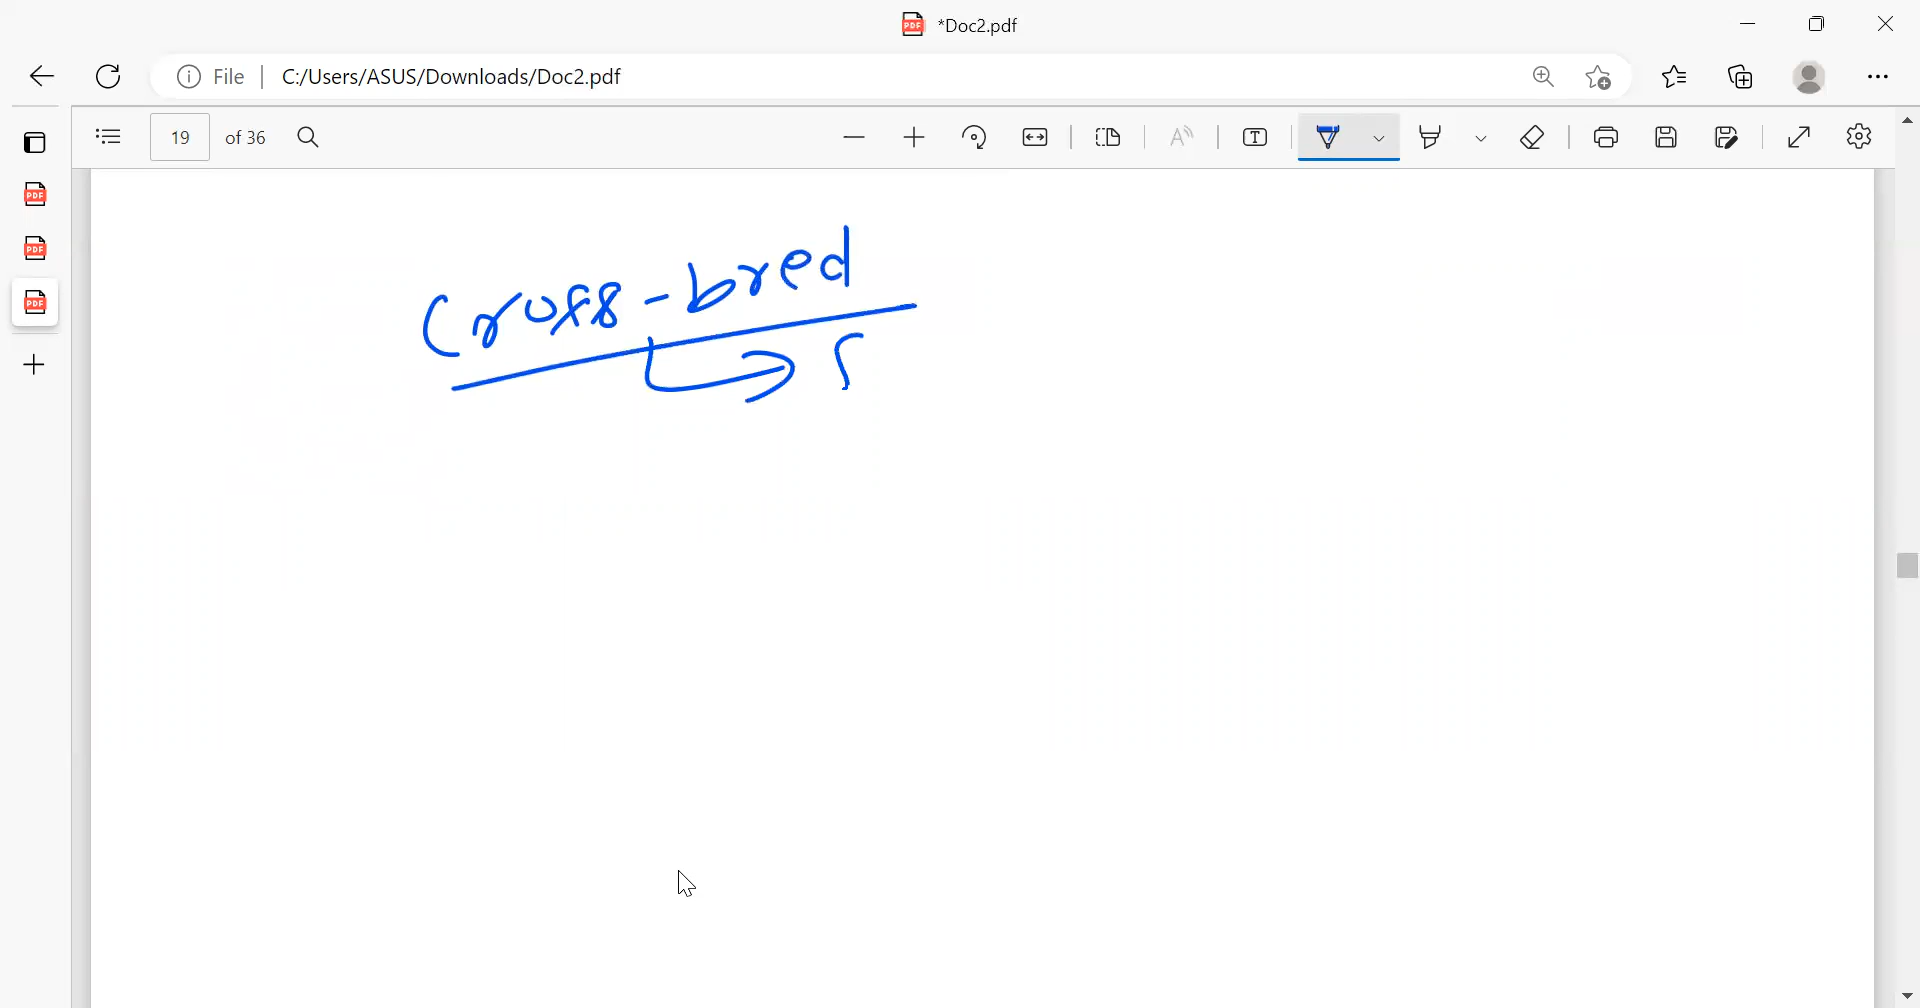 *Doc2.pdf
File C:/Users/ASUS/Downloads/Doc2.pdf
19 of 36
Cross-bred